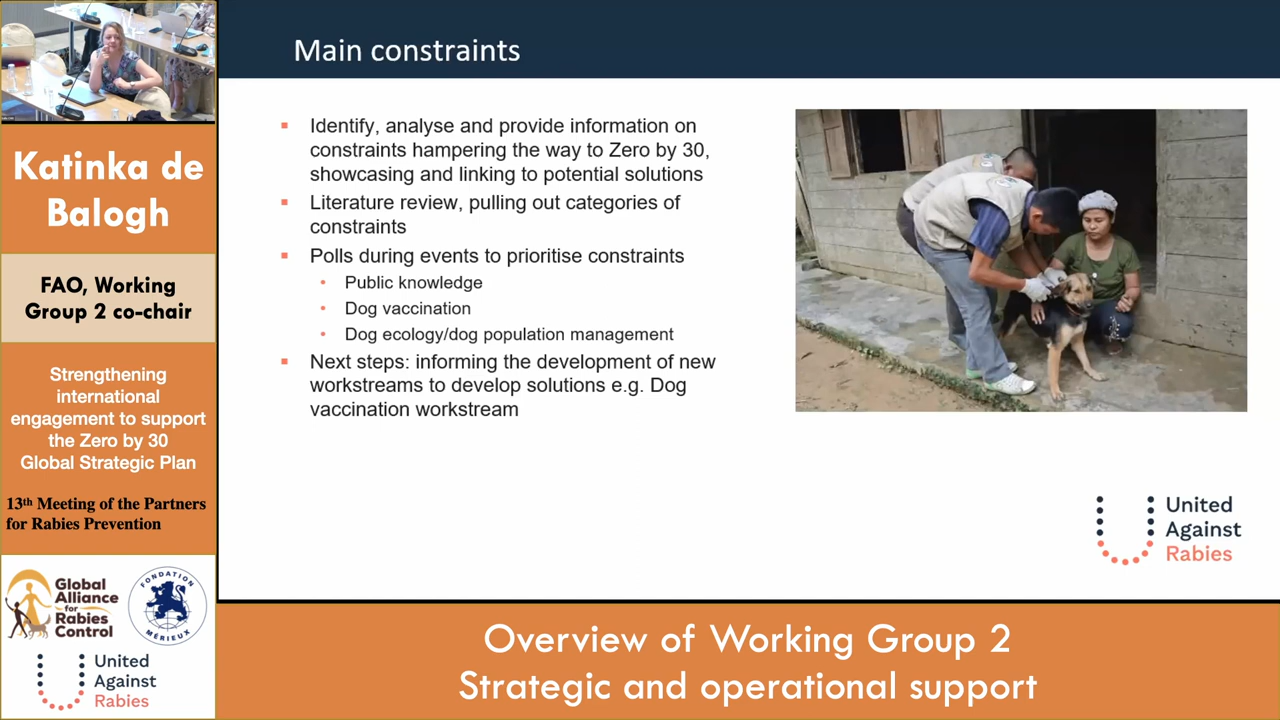 Main constraints
Identify, analyse and provide information on
constraints hampering the way to Zero by 30,
showcasing and linking to potential solutions
Literature review, pulling out categories of
constraints
Polls during events to prioritise constraints
Public knowledge
Dog vaccination
Dog ecology/dog population management
Next steps: informing the development of new
workstreams to develop solutions e.g. Dog
vaccination workstream
United
Against
Rabies
Katinka de
Balogh
FAO, Working
Group 2 co-chair
Strengthening
international
engagement to support
the Zero by 30
Global Strategic Plan
13th Meeting of the Partners
for Rabies Prevention
Global
Alliance
for
Rabies
Control
FONDATION
MÉRIEUX
United
Against
Rabies
Overview of Working Group 2
Strategic and operational support